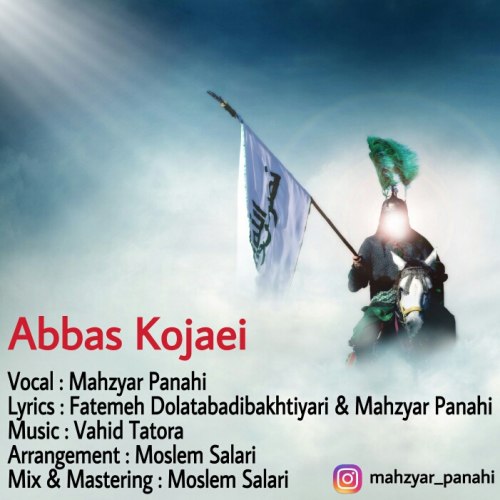 Abbas Kojaei
Vocal : Mahzyar Panahi
Lyrics : Fatemeh Dolatabadibakhtiyari & Mahzyar Panahi
Music : Vahid Tatora
Arrangement : Moslem Salari
Mix & Mastering : Moslem Salari
mahzyar_panahi